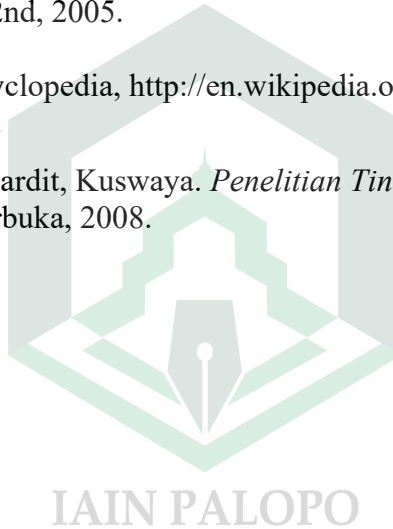 2nd, 2005.
yclopedia, http://en.wikipedia.o
ardit, Kuswaya. Penelitian Tin
rbuka, 2008.
IAIN PALOPO